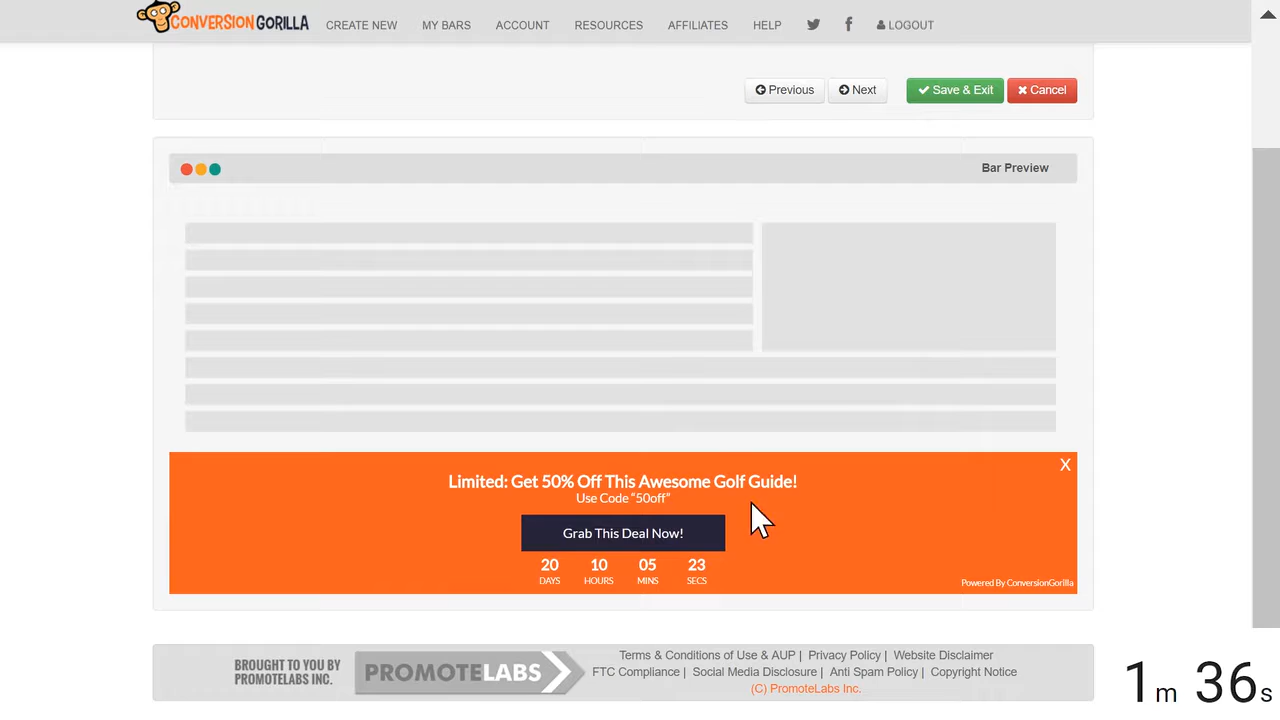 CONVERSIONGORILLA CREATE NEW MY BARS ACCOUNT RESOURCES AFFILIATES HELP LOGOUT
Previous Next Save & Exit Cancel
Bar Preview
X
Limited: Get 50% Off This Awesome Golf Guide!
Use Code “50off”
Grab This Deal Now!
20 10 05 23
DAYS HOURS MINS SECS
Powered By ConversionGorilla
BROUGHT TO YOU BY
PROMOTELABS INC.
PROMOTELABS
Terms & Conditions of Use & AUP | Privacy Policy | Website Disclaimer
FTC Compliance | Social Media Disclosure | Anti Spam Policy | Copyright Notice
(C) PromoteLabs Inc.
1m 36s